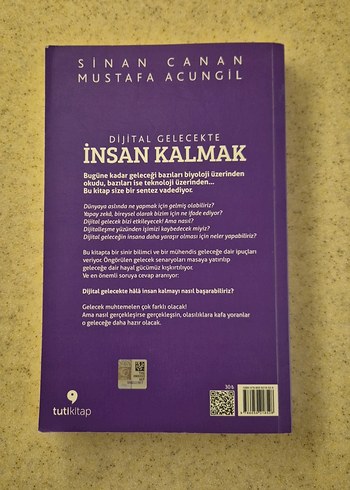 SİNAN CANAN
MUSTAFA ACUNGİL
DİJİTAL GELECEKTE
İNSAN KALMAK
Bugüne kadar geleceği bazıları biyoloji üzerinden
okudu, bazıları ise teknoloji üzerinden...
Bu kitap size bir sentez vadediyor.
Dünyaya aslında ne yapmak için gelmiş olabiliriz?
Yapay zekâ, bireysel olarak bizim için ne ifade ediyor?
Dijital gelecek bizi etkileyecek! Ama nasıl?
Dijitalleşme yüzünden işimizi kaybedecek miyiz?
Dijital geleceğin insana daha yaraşır olması için neler yapabiliriz?
Bu kitapta bir sinir bilimci ve bir mühendis geleceğe dair ipuçları
veriyor. Öngörülen gelecek senaryoları masaya yatırılıp
geleceğe dair hayal gücümüz kışkırtılıyor.
Ve en önemli soruya cevap aranıyor:
Dijital gelecekte hâlâ insan kalmayı nasıl başarabiliriz?
Gelecek muhtemelen çok farklı olacak!
Ama nasıl gerçekleşirse gerçekleşsin, olasılıklara kafa yoranlar
o geleceğe daha hazır olacak.
tutikitap
30 ₺